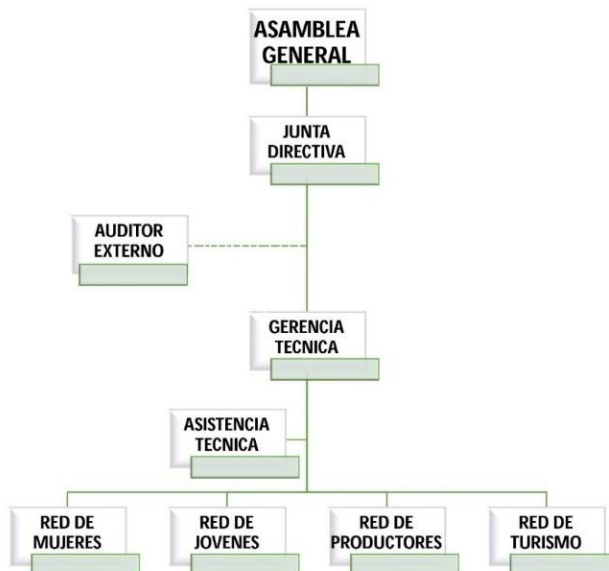 ASAMBLEA
GENERAL
JUNTA
DIRECTIVA
AUDITOR
EXTERNO
GERENCIA
TECNICA
ASISTENCIA
TECNICA
RED DE
MUJERES
RED DE
JOVENES
RED DE
PRODUCTORES
RED DE
TURISMO